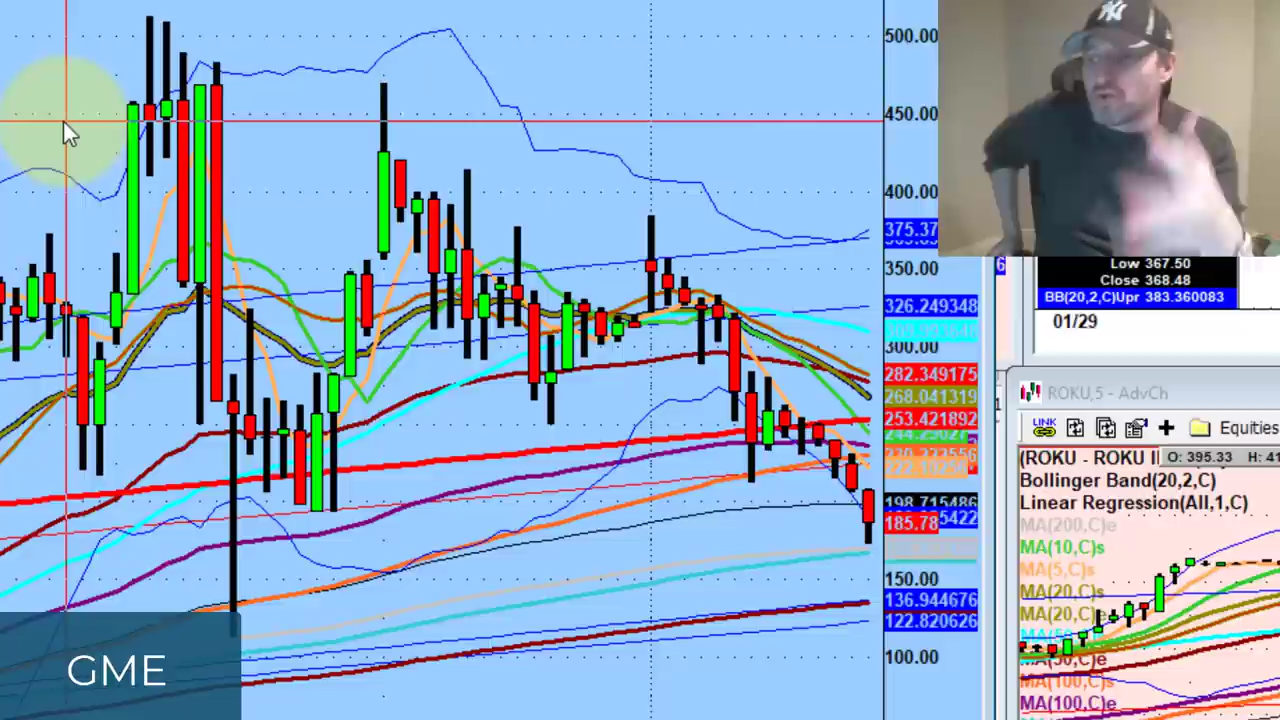 500.00
450.00
400.00
375.37
350.00
326.249348
300.00
282.349175
268.041319
253.421892
198.715486
185.78
150.00
136.944676
122.820626
100.00
GME
NY
Low 367.50
Close 368.48
BB(20,2,C)Upr 383.360083
01/29
ROKU,5 - AdvCh
LINK
Equities
(ROKU - ROKU I
O: 395.33 H: 41
Bollinger Band(20,2,C)
Linear Regression(All,1,C)
MA(200,C)e
MA(10,C)s
MA(5,C)s
MA(20,C)s
MA(20,C)e
MA(50,C)e
MA(100,C)s
MA(100,C)e